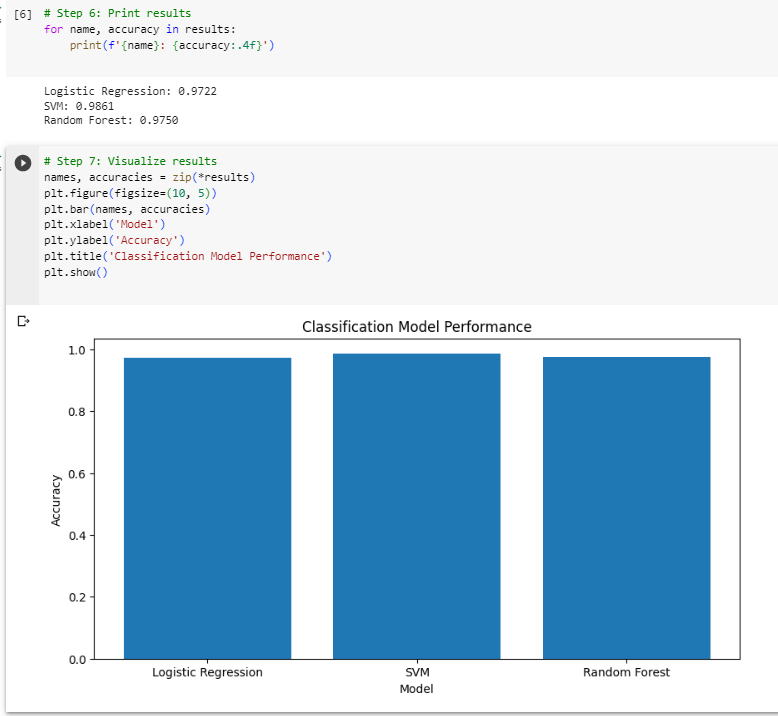 [6] # Step 6: Print results
for name, accuracy in results:
    print(f'{name}: {accuracy:.4f}')
Logistic Regression: 0.9722
SVM: 0.9861
Random Forest: 0.9750
# Step 7: Visualize results
names, accuracies = zip(*results)
plt.figure(figsize=(10, 5))
plt.bar(names, accuracies)
plt.xlabel('Model')
plt.ylabel('Accuracy')
plt.title('Classification Model Performance')
plt.show()
Classification Model Performance
1.0
0.8
0.6
0.4
0.2
0.0
Accuracy
Logistic Regression SVM Random Forest
Model